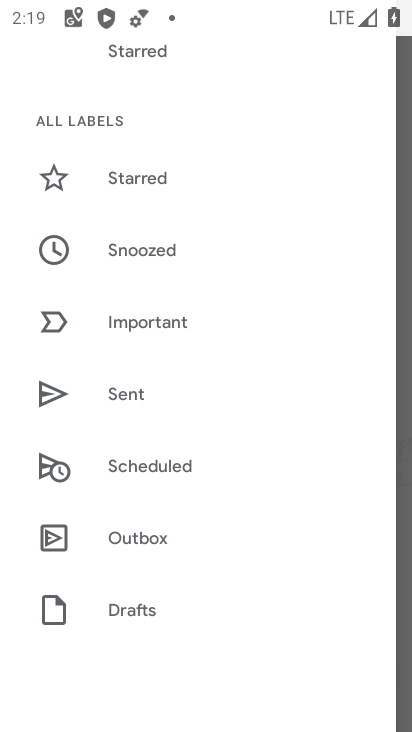 2:19
LTE
Starred
ALL LABELS
Starred
Snoozed
Important
Sent
Scheduled
Outbox
Drafts